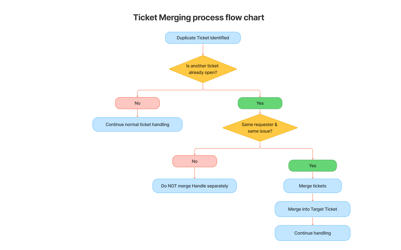 Ticket Merging process flow chart
Duplicate Ticket Identified
Is another ticket
already open?
No
Yes
Continue normal ticket handling
Same requester &
same issue?
No
Yes
Do NOT merge Handle separately
Merge tickets
Merge into Target Ticket
Continue handling